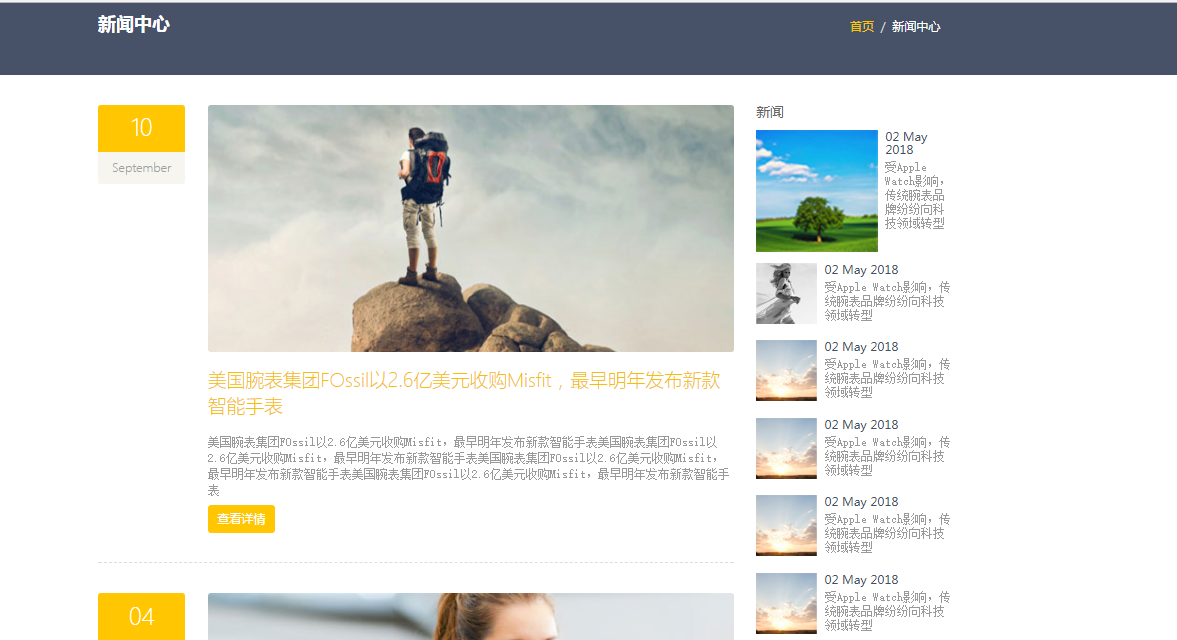 新闻中心
首页 / 新闻中心
10
September
美国腕表集团FOssil以2.6亿美元收购Misfit，最早明年发布新款
智能手表
美国腕表集团FOssil以2.6亿美元收购Misfit，最早明年发布新款智能手表美国腕表集团FOssil以
2.6亿美元收购Misfit，最早明年发布新款智能手表美国腕表集团FOssil以2.6亿美元收购Misfit，
最早明年发布新款智能手表美国腕表集团FOssil以2.6亿美元收购Misfit，最早明年发布新款智能手
表
查看详情
04
新闻
02 May
2018
受Apple
Watch影响，
传统腕表品
牌纷纷向科
技领域转型
02 May 2018
受Apple Watch影响，传
统腕表品牌纷纷向科技
领域转型
02 May 2018
受Apple Watch影响，传
统腕表品牌纷纷向科技
领域转型
02 May 2018
受Apple Watch影响，传
统腕表品牌纷纷向科技
领域转型
02 May 2018
受Apple Watch影响，传
统腕表品牌纷纷向科技
领域转型
02 May 2018
受Apple Watch影响，传
统腕表品牌纷纷向科技
领域转型